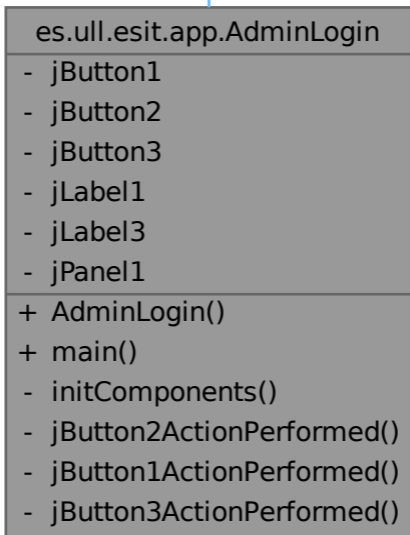 es.ull.esit.app.AdminLogin
- jButton1
- jButton2
- jButton3
- jLabel1
- jLabel3
- jPanel1
+ AdminLogin()
+ main()
- initComponents()
- jButton2ActionPerformed()
- jButton1ActionPerformed()
- jButton3ActionPerformed()